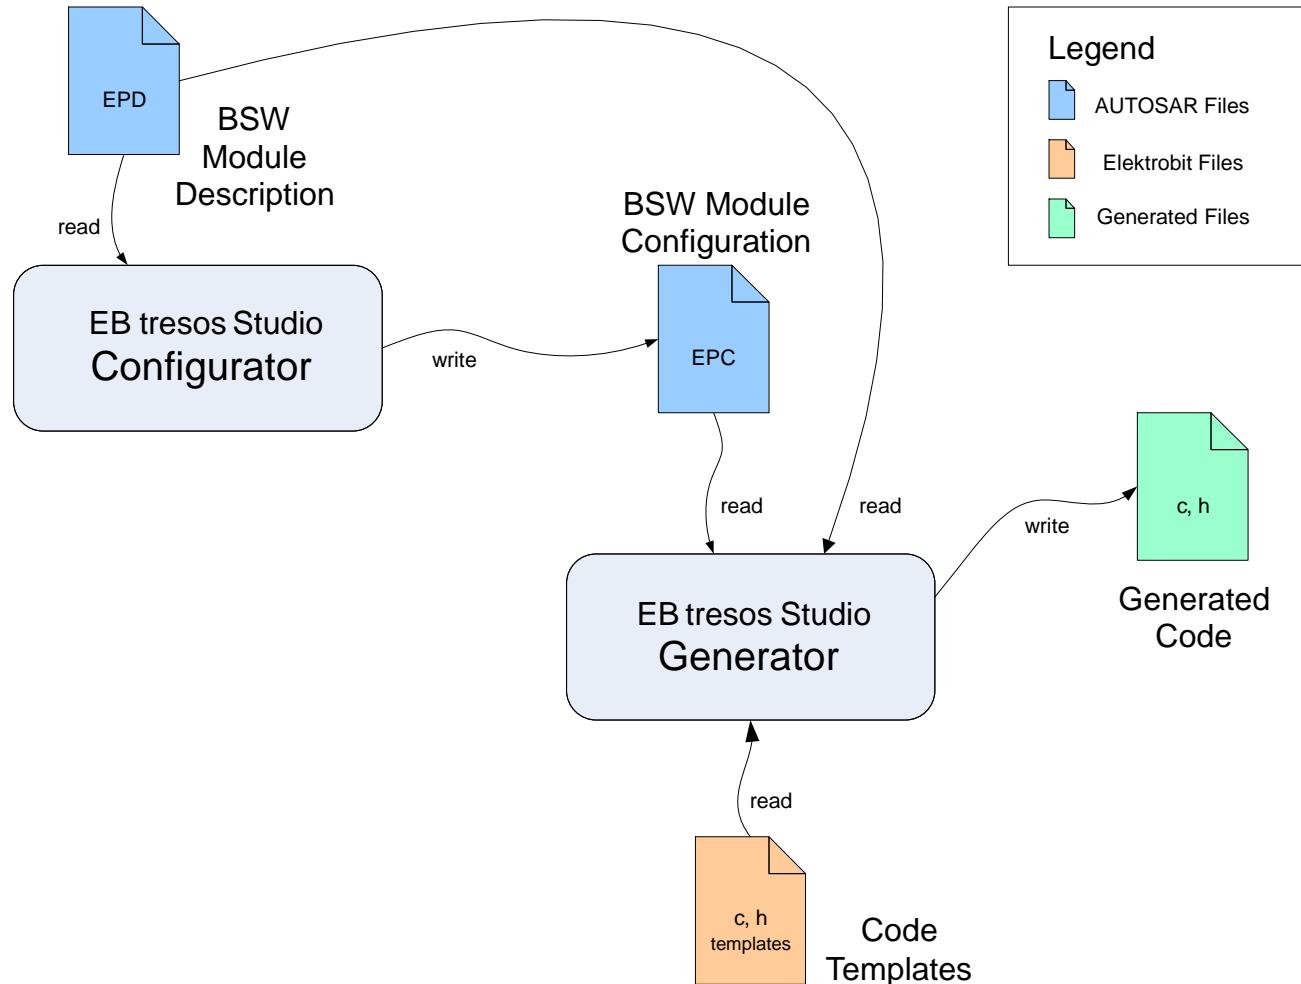 EPD
BSW
Module
Description
read
Legend
AUTOSAR Files
Elektrobit Files
Generated Files
BSW Module
Configuration
EB tresos Studio
Configurator
write
EPC
read
read
c, h
write
Generated
Code
EB tresos Studio
Generator
read
c, h
templates
Code
Templates